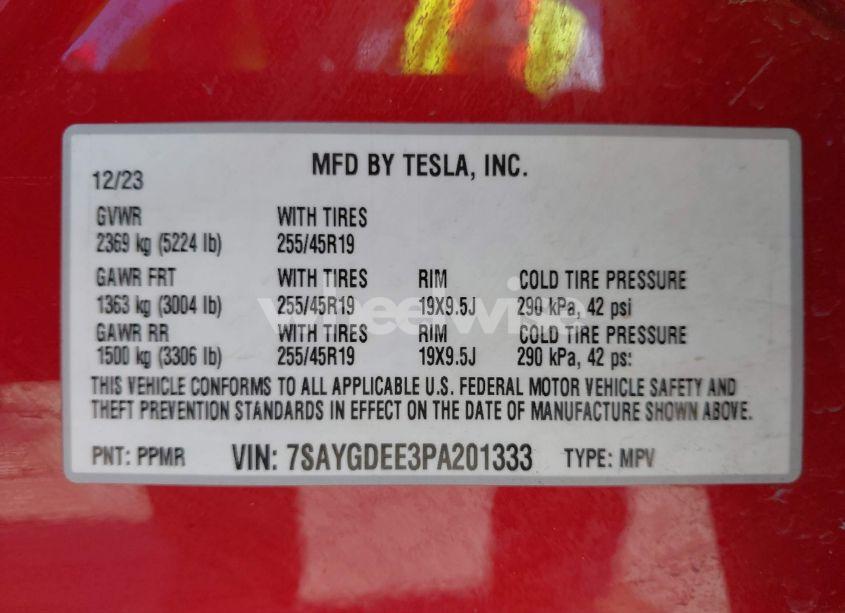 MFD BY TESLA, INC.
12/23
GVWR WITH TIRES
2369 kg (5224 lb) 255/45R19
GAWR FRT WITH TIRES RIM COLD TIRE PRESSURE
1363 kg (3004 lb) 255/45R19 19X9.5J 290 kPa, 42 psi
GAWR RR WITH TIRES RIM COLD TIRE PRESSURE
1500 kg (3306 lb) 255/45R19 19X9.5J 290 kPa, 42 psi
THIS VEHICLE CONFORMS TO ALL APPLICABLE U.S. FEDERAL MOTOR VEHICLE SAFETY AND
THEFT PREVENTION STANDARDS IN EFFECT ON THE DATE OF MANUFACTURE SHOWN ABOVE.
PNT: PPMR VIN: 7SAYGDEE3PA201333 TYPE: MPV
wheelwise